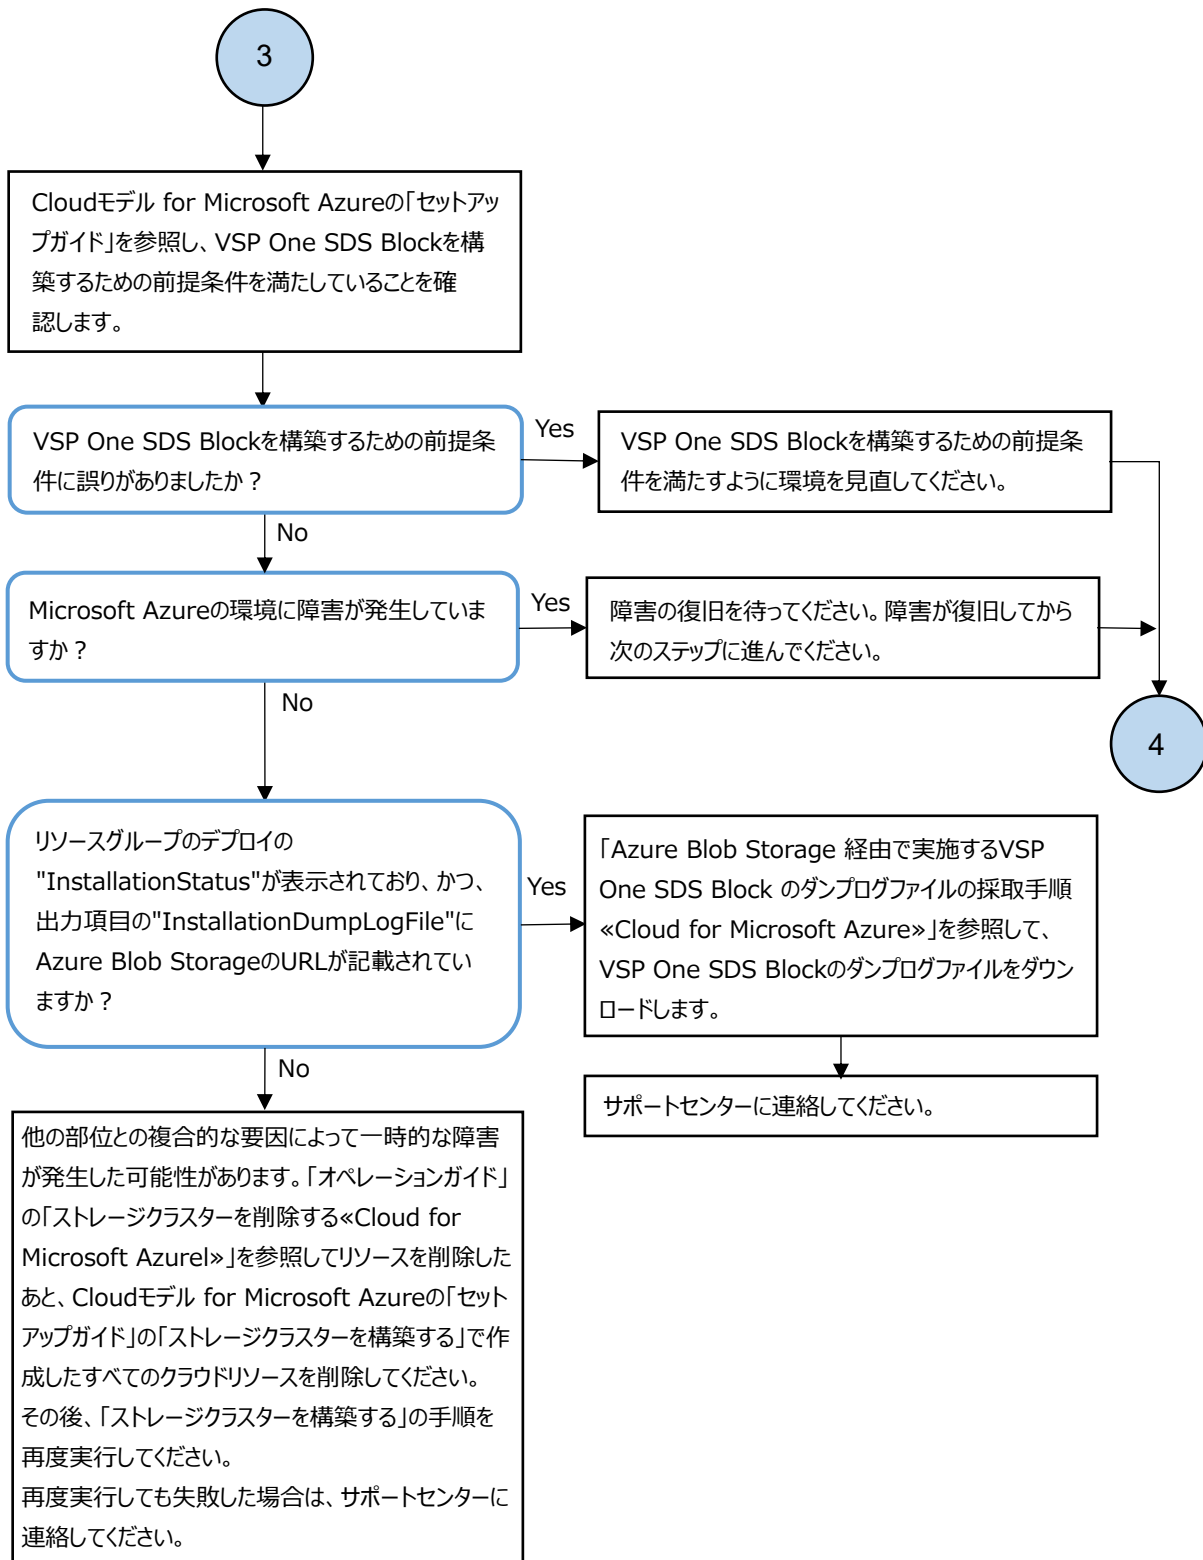 3
Cloudモデル for Microsoft Azureの「セットアッ
プガイド」を参照し、VSP One SDS Blockを構
築するための前提条件を満たしていることを確
認します。
VSP One SDS Blockを構築するための前提条
件に誤りがありましたか？
Yes
VSP One SDS Blockを構築するための前提条
件を満たすように環境を見直してください。
No
Microsoft Azureの環境に障害が発生していま
すか？
Yes
障害の復旧を待ってください。障害が復旧してから
次のステップに進んでください。
No
4
リソースグループのデプロイの
"InstallationStatus"が表示されており、かつ、
出力項目の"InstallationDumpLogFile"に
Azure Blob StorageのURLが記載されてい
ますか？
Yes
「Azure Blob Storage 経由で実施するVSP
One SDS Block のダンプログファイルの採取手順
«Cloud for Microsoft Azure»」を参照して、
VSP One SDS Blockのダンプログファイルをダウン
ロードします。
No
サポートセンターに連絡してください。
他の部位との複合的な要因によって一時的な障害
が発生した可能性があります。「オペレーションガイド」
の「ストレージクラスターを削除する«Cloud for
Microsoft Azurel»」を参照してリソースを削除した
あと、Cloudモデル for Microsoft Azureの「セット
アップガイド」の「ストレージクラスターを構築する」で作
成したすべてのクラウドリソースを削除してください。
その後、「ストレージクラスターを構築する」の手順を
再度実行してください。
再度実行しても失敗した場合は、サポートセンターに
連絡してください。